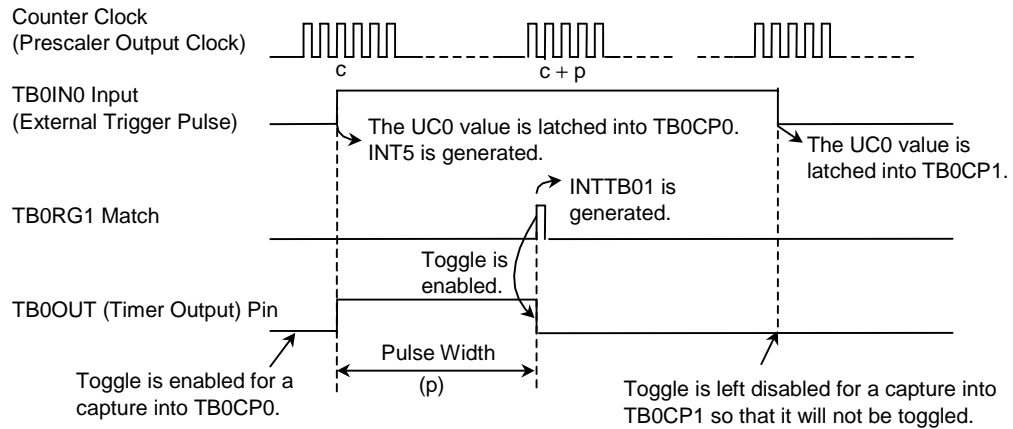 Counter Clock
(Prescaler Output Clock)
c
c + p
TB0IN0 Input
(External Trigger Pulse)
The UC0 value is latched into TB0CP0.
INT5 is generated.
The UC0 value is
latched into TB0CP1.
INTTB01 is
generated.
TB0RG1 Match
Toggle is
enabled.
TB0OUT (Timer Output) Pin
Pulse Width
(p)
Toggle is enabled for a
capture into TB0CP0.
Toggle is left disabled for a capture into
TB0CP1 so that it will not be toggled.